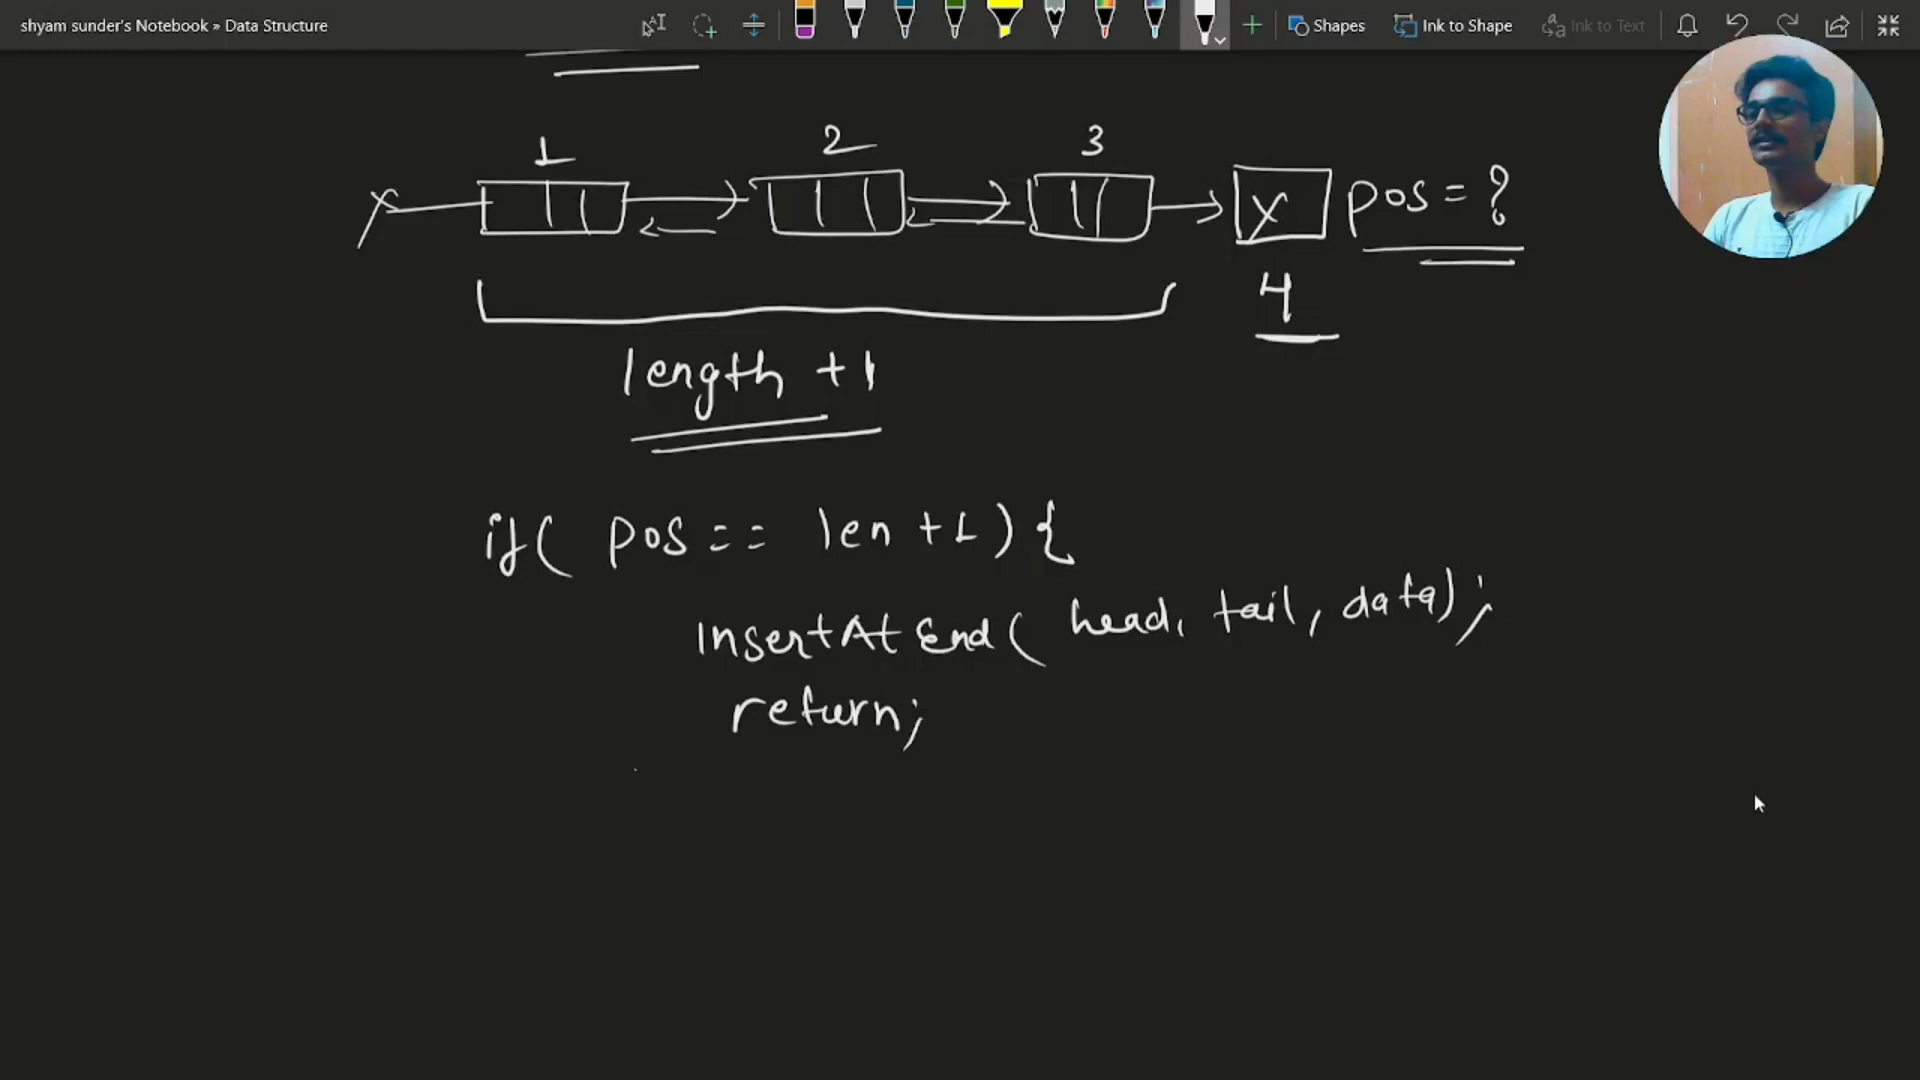 shyam sunder's Notebook » Data Structure
Shapes
Ink to Shape
Ink to Text
1 2 3
x pos = ?
4
length +1
if( pos == len +1) {
InsertAtEnd( head, tail, data);
return;